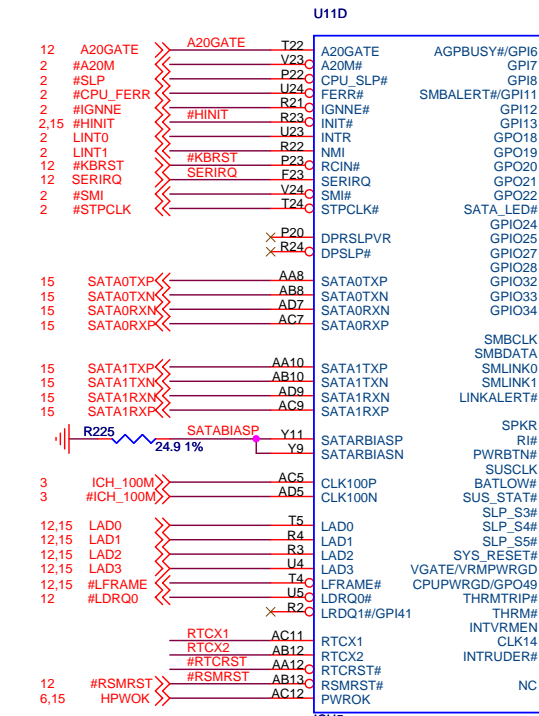 U11D
12 A20GATE A20GATE T22 A20GATE AGPBUSY#/GPI6
2 #A20M V23 A20M# GPI7
2 #SLP P22 CPU_SLP# GPI8
2 #CPU_FERR U24 FERR# SMBALERT#/GPI11
2 #IGNNE R21 IGNNE# GPI12
2,15 #HINIT #HINIT R23 INIT# GPI13
2 LINT0 U23 INTR GPO18
2 LINT1 R22 NMI GPO19
12 #KBRST #KBRST P23 RCIN# GPO20
12 SERIRQ SERIRQ F23 SERIRQ GPO21
2 #SMI V24 SMI# GPO22
2 #STPCLK T24 STPCLK# SATA_LED#
GPIO24
P20 DPRSLPVR GPIO25
R24 DPSLP# GPIO27
GPIO28
15 SATA0TXP AA8 SATA0TXP GPIO32
15 SATA0TXN AB8 SATA0TXN GPIO33
15 SATA0RXN AD7 SATA0RXN GPIO34
15 SATA0RXP AC7 SATA0RXP
SMBCLK
SMBDATA
15 SATA1TXP AA10 SATA1TXP SMLINK0
15 SATA1TXN AB10 SATA1TXN SMLINK1
15 SATA1RXN AD9 SATA1RXN LINKALERT#
15 SATA1RXP AC9 SATA1RXP
SPKR
R225 24.9 1% SATABIASP Y11 SATARBIASP RI#
Y9 SATARBIASN PWRBTN#
SUSCLK
3 ICH_100M AC5 CLK100P BATLOW#
3 #ICH_100M AD5 CLK100N SUS_STAT#
SLP_S3#
12,15 LAD0 T5 LAD0 SLP_S4#
12,15 LAD1 R4 LAD1 SLP_S5#
12,15 LAD2 R3 LAD2 SYS_RESET#
12,15 LAD3 U4 LAD3 VGATE/VRMPWRGD
12,15 #LFRAME T4 LFRAME# CPUPWRGD/GPO49
12 #LDRQ0 U5 LDRQ0# THRMTRIP#
R2 LRDQ1#/GPI41 THRM#
INTVRMEN
RTCX1 AC11 RTCX1 CLK14
RTCX2 AB12 RTCX2 INTRUDER#
#RTCRST AA12 RTCRST#
12 #RSMRST #RSMRST AB13 RSMRST# NC
6,15 HPWOK AC12 PWROK